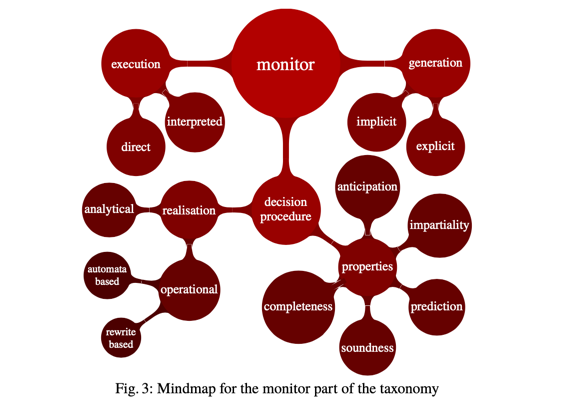 monitor
execution
direct
interpreted
generation
implicit
explicit
decision
procedure
realisation
analytical
operational
automata
based
rewrite
based
properties
anticipation
impartiality
prediction
soundness
completeness
Fig. 3: Mindmap for the monitor part of the taxonomy